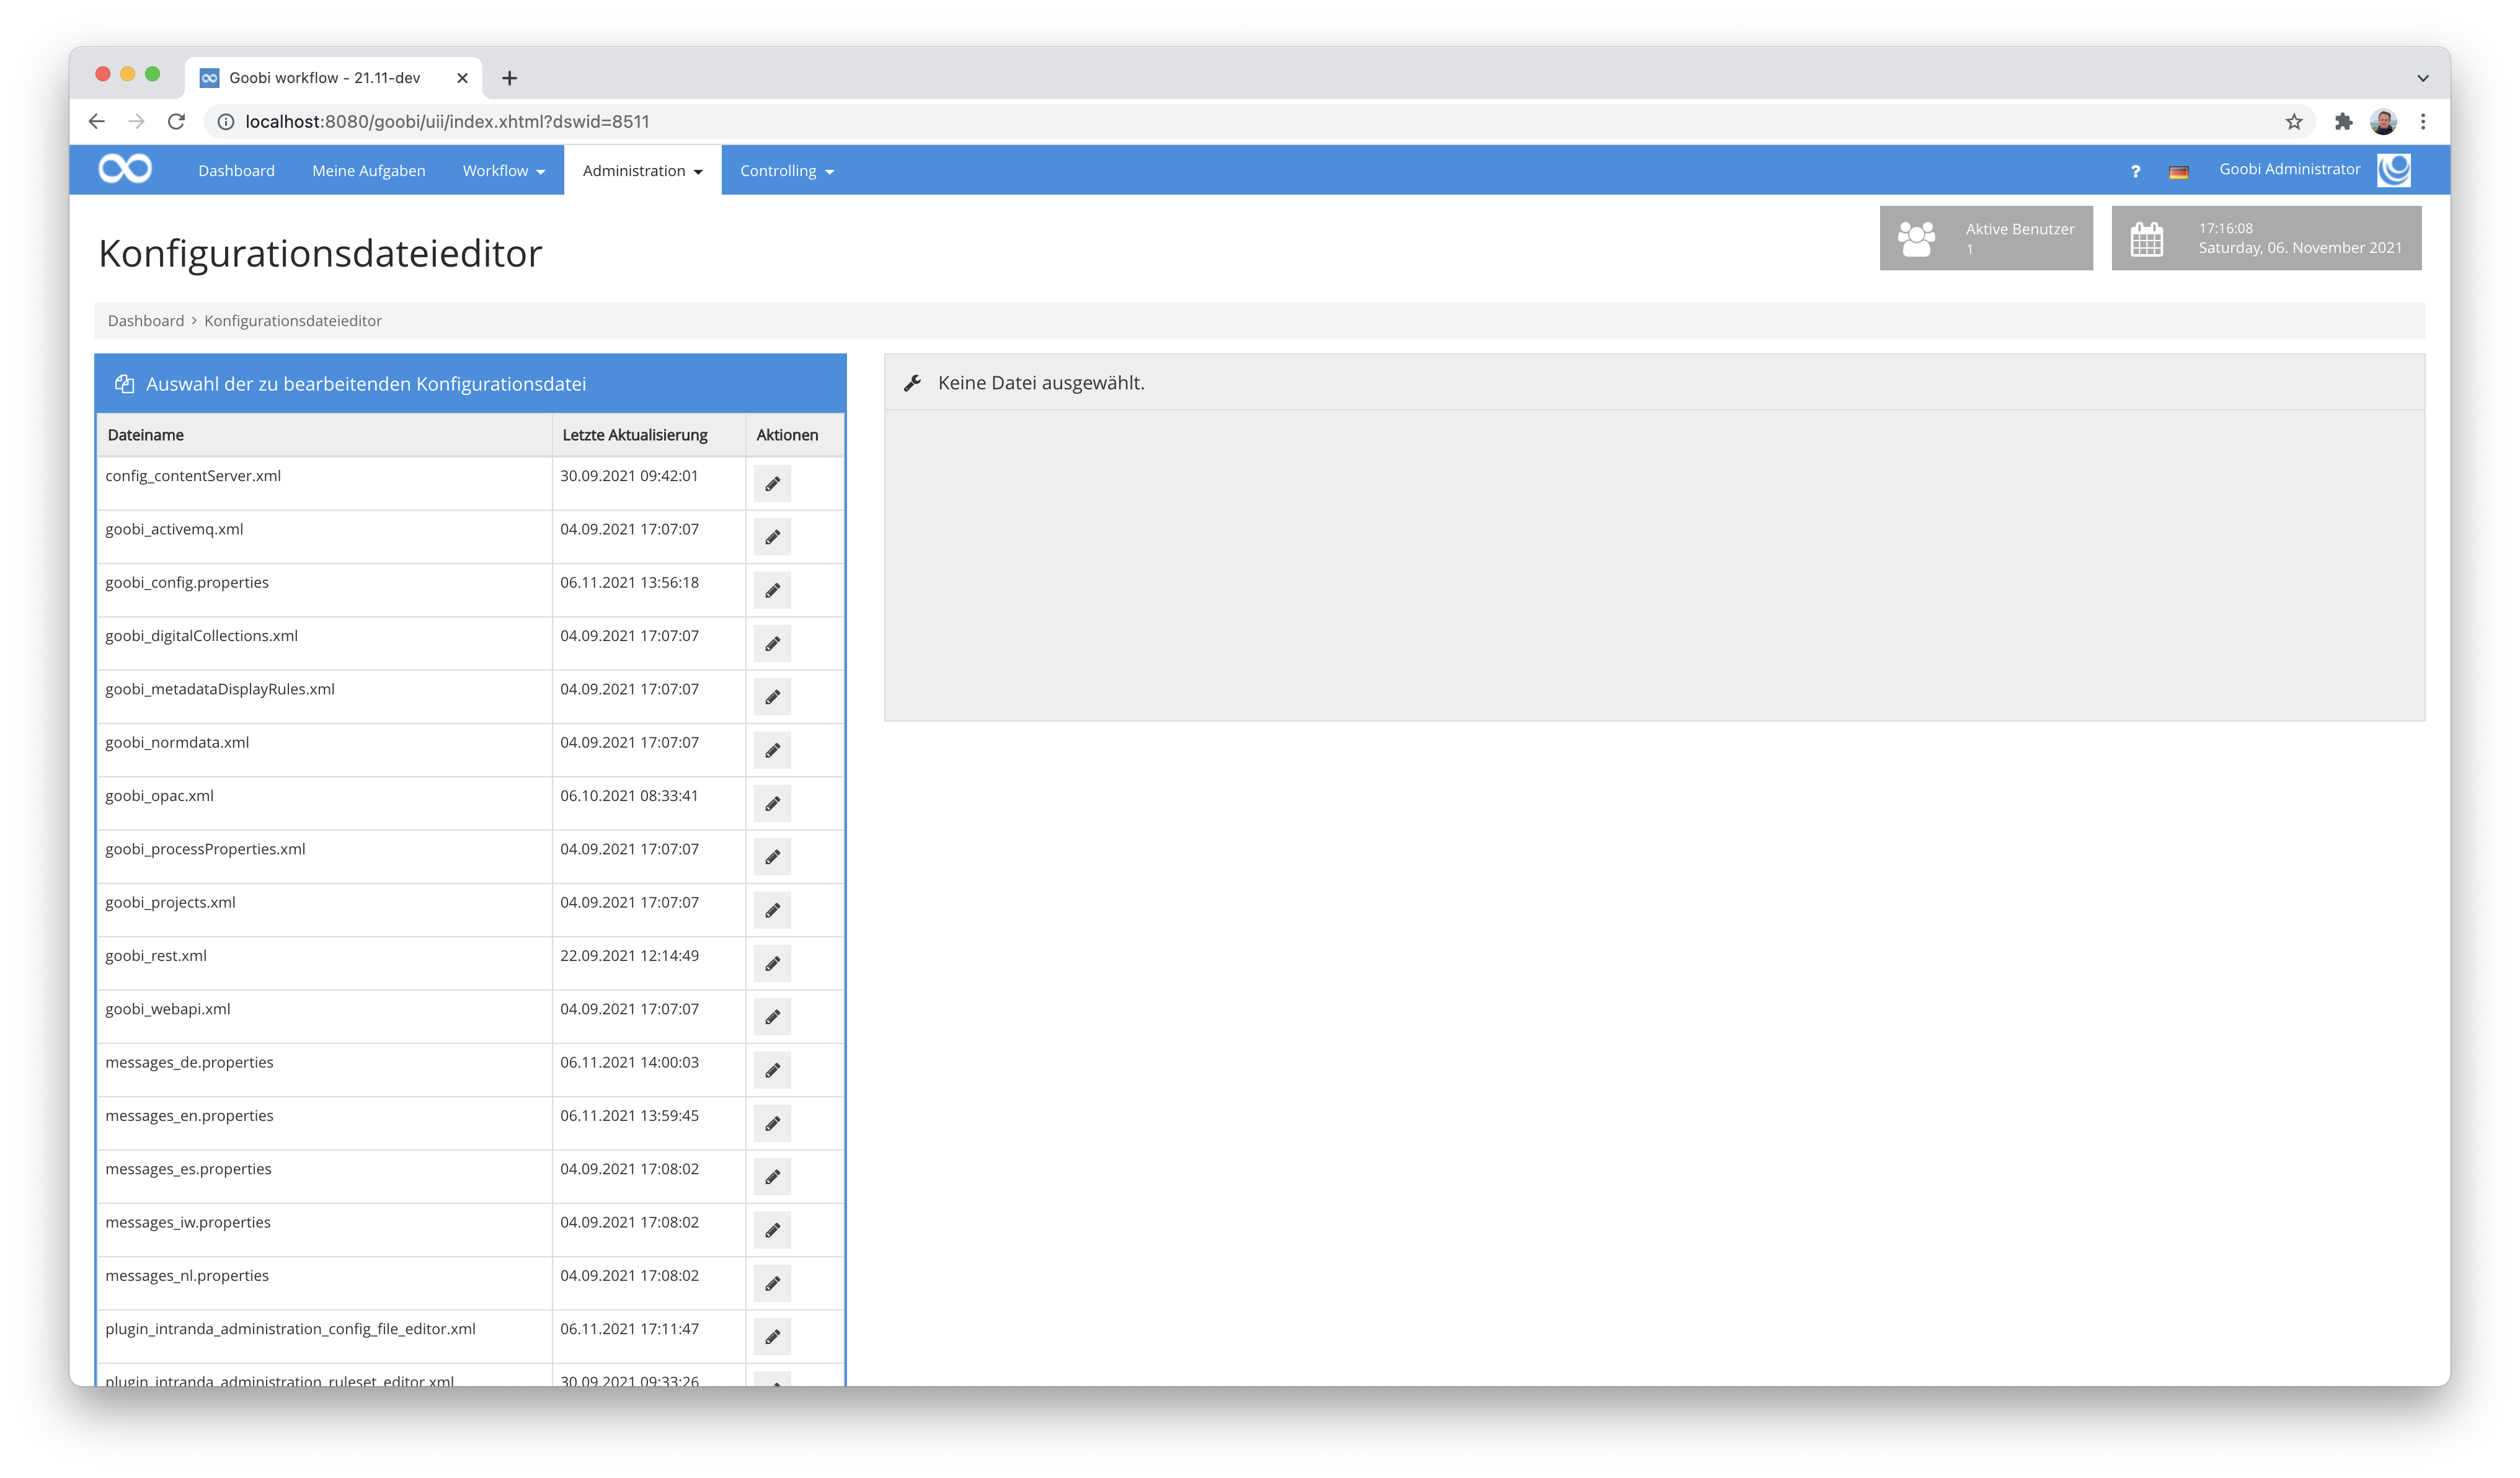 Goobi workflow - 21.11-dev
localhost:8080/goobi/uii/index.xhtml?dswid=8511
Dashboard Meine Aufgaben Workflow Administration Controlling ? Goobi Administrator
Konfigurationsdateieditor
Aktive Benutzer
1
17:16:08
Saturday, 06. November 2021
Dashboard › Konfigurationsdateieditor
Auswahl der zu bearbeitenden Konfigurationsdatei
Dateiname Letzte Aktualisierung Aktionen
config_contentServer.xml 30.09.2021 09:42:01
goobi_activemq.xml 04.09.2021 17:07:07
goobi_config.properties 06.11.2021 13:56:18
goobi_digitalCollections.xml 04.09.2021 17:07:07
goobi_metadataDisplayRules.xml 04.09.2021 17:07:07
goobi_normdata.xml 04.09.2021 17:07:07
goobi_opac.xml 06.10.2021 08:33:41
goobi_processProperties.xml 04.09.2021 17:07:07
goobi_projects.xml 04.09.2021 17:07:07
goobi_rest.xml 22.09.2021 12:14:49
goobi_webapi.xml 04.09.2021 17:07:07
messages_de.properties 06.11.2021 14:00:03
messages_en.properties 06.11.2021 13:59:45
messages_es.properties 04.09.2021 17:08:02
messages_iw.properties 04.09.2021 17:08:02
messages_nl.properties 04.09.2021 17:08:02
plugin_intranda_administration_config_file_editor.xml 06.11.2021 17:11:47
plugin_intranda_administration_ruleset_editor.xml 30.09.2021 09:33:26
Keine Datei ausgewählt.